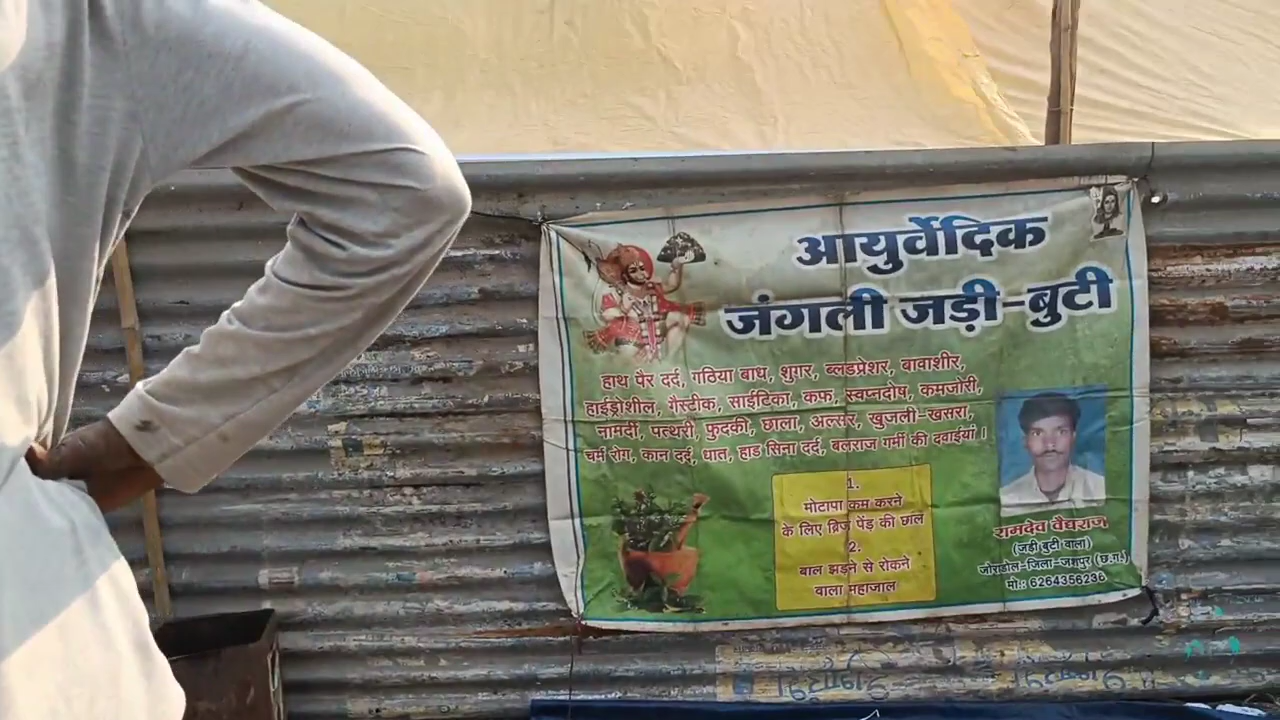 आयुर्वेदिक
जंगली जड़ी-बुटी
हाथ पैर दर्द, गठिया बाथ, शुगर, ब्लडप्रेशर, बावाशीर,
हाईड्रोशील, गैस्टीक, साईटिका, कफ, स्वप्नदोष, कमजोरी,
नामर्दी, पत्थरी, फुदकी, छाला, अल्सर, खुजली-खसरा,
चर्म रोग, कान दर्द, धात, हाड सिना दर्द, बलराज गर्मी की दवाईयां।
1.
मोटापा कम करने
के लिए ब्रिज पेंड़ की छाल
2.
बाल झड़ने से रोकने
वाला महाजाल
रामदेव वैद्यराज
(जड़ी बुटी वाला)
जोराडोल-जिला-जशपुर (छ.ग.)
मो.: 6264356236